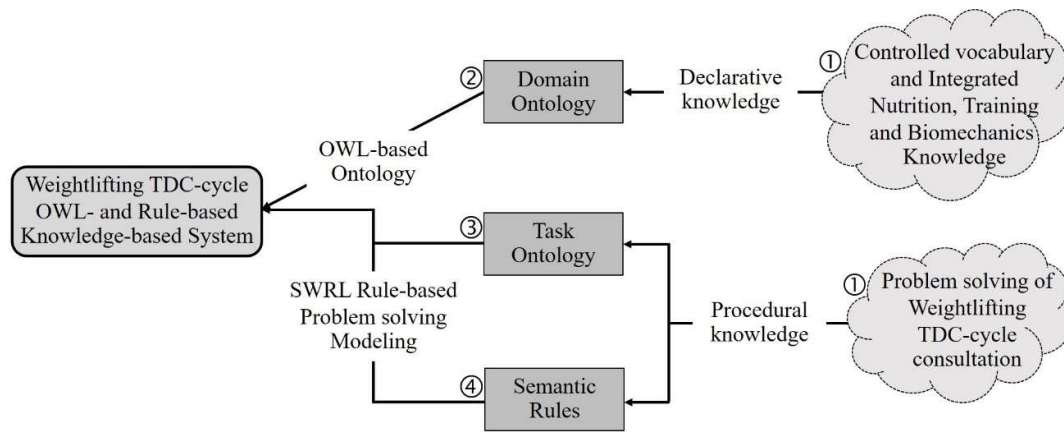 ①
Controlled vocabulary
and Integrated
Nutrition, Training
and Biomechanics
Knowledge
Declarative
knowledge
②
Domain
Ontology
OWL-based
Ontology
Weightlifting TDC-cycle
OWL- and Rule-based
Knowledge-based System
③
Task
Ontology
SWRL Rule-based
Problem solving
Modeling
①
Problem solving of
Weightlifting
TDC-cycle
consultation
Procedural
knowledge
④
Semantic
Rules